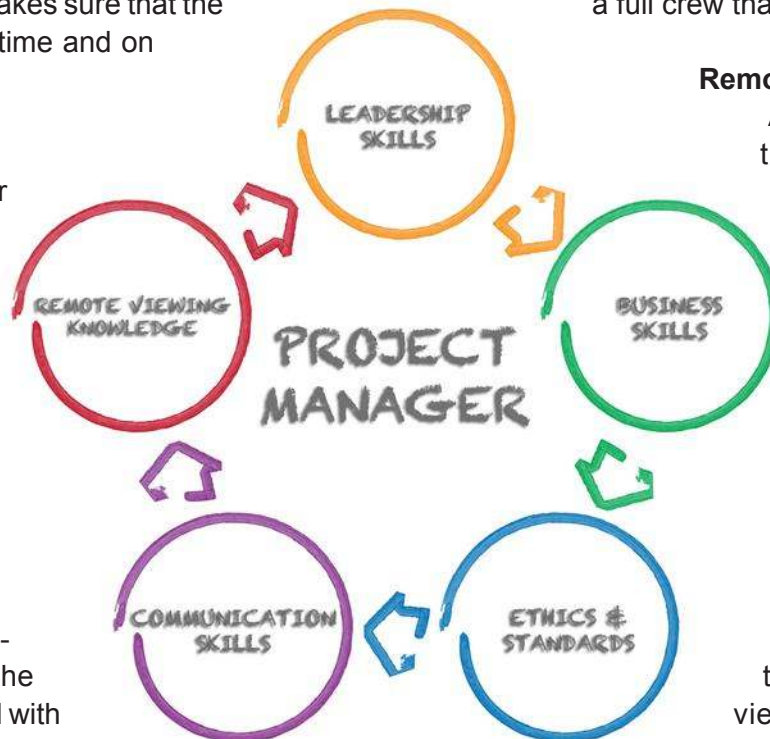 akes sure that the
time and on
r
-
he
l with
a full crew tha
Remo
t
t
vie
LEADERSHIP
SKILLS
BUSINESS
SKILLS
ETHICS &
STANDARDS
COMMUNICATION
SKILLS
REMOTE VIEWING
KNOWLEDGE
PROJECT
MANAGER